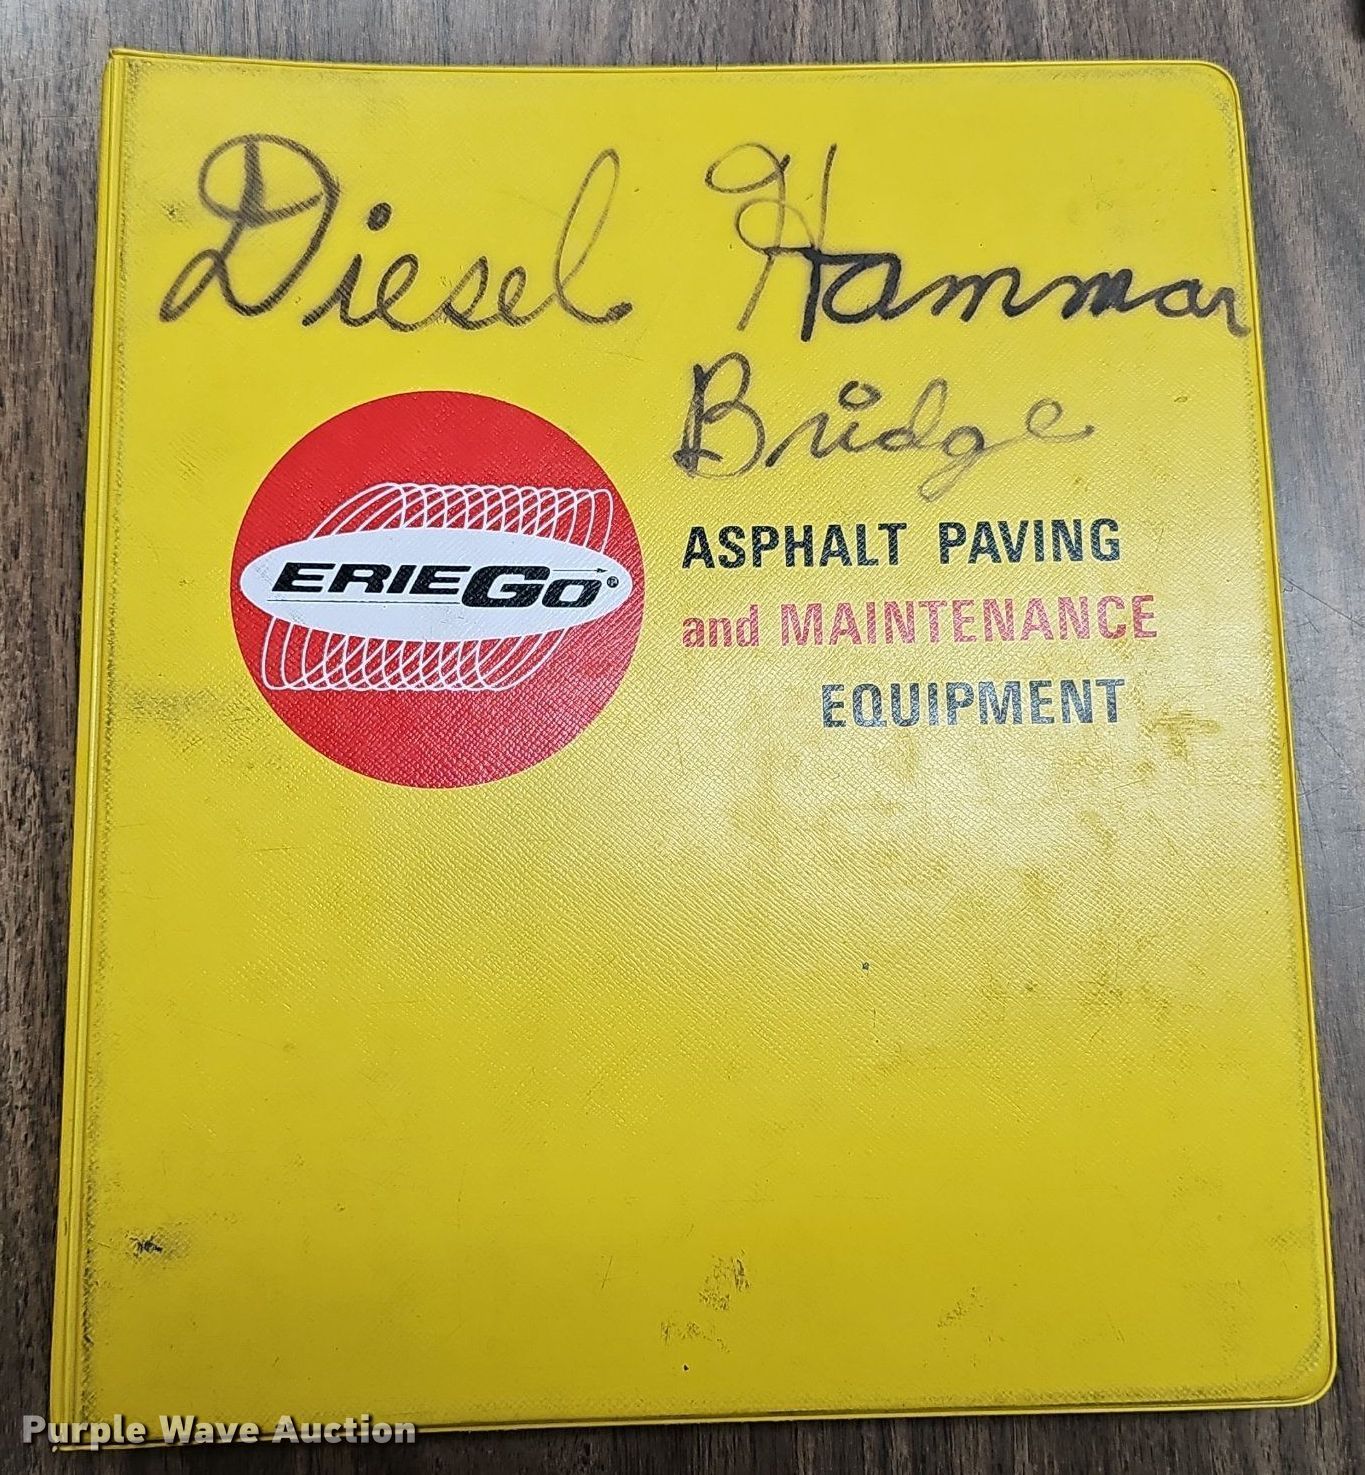 Diesel Hammar
Bridge
ERIEGO®
ASPHALT PAVING
and MAINTENANCE
EQUIPMENT
Purple Wave Auction